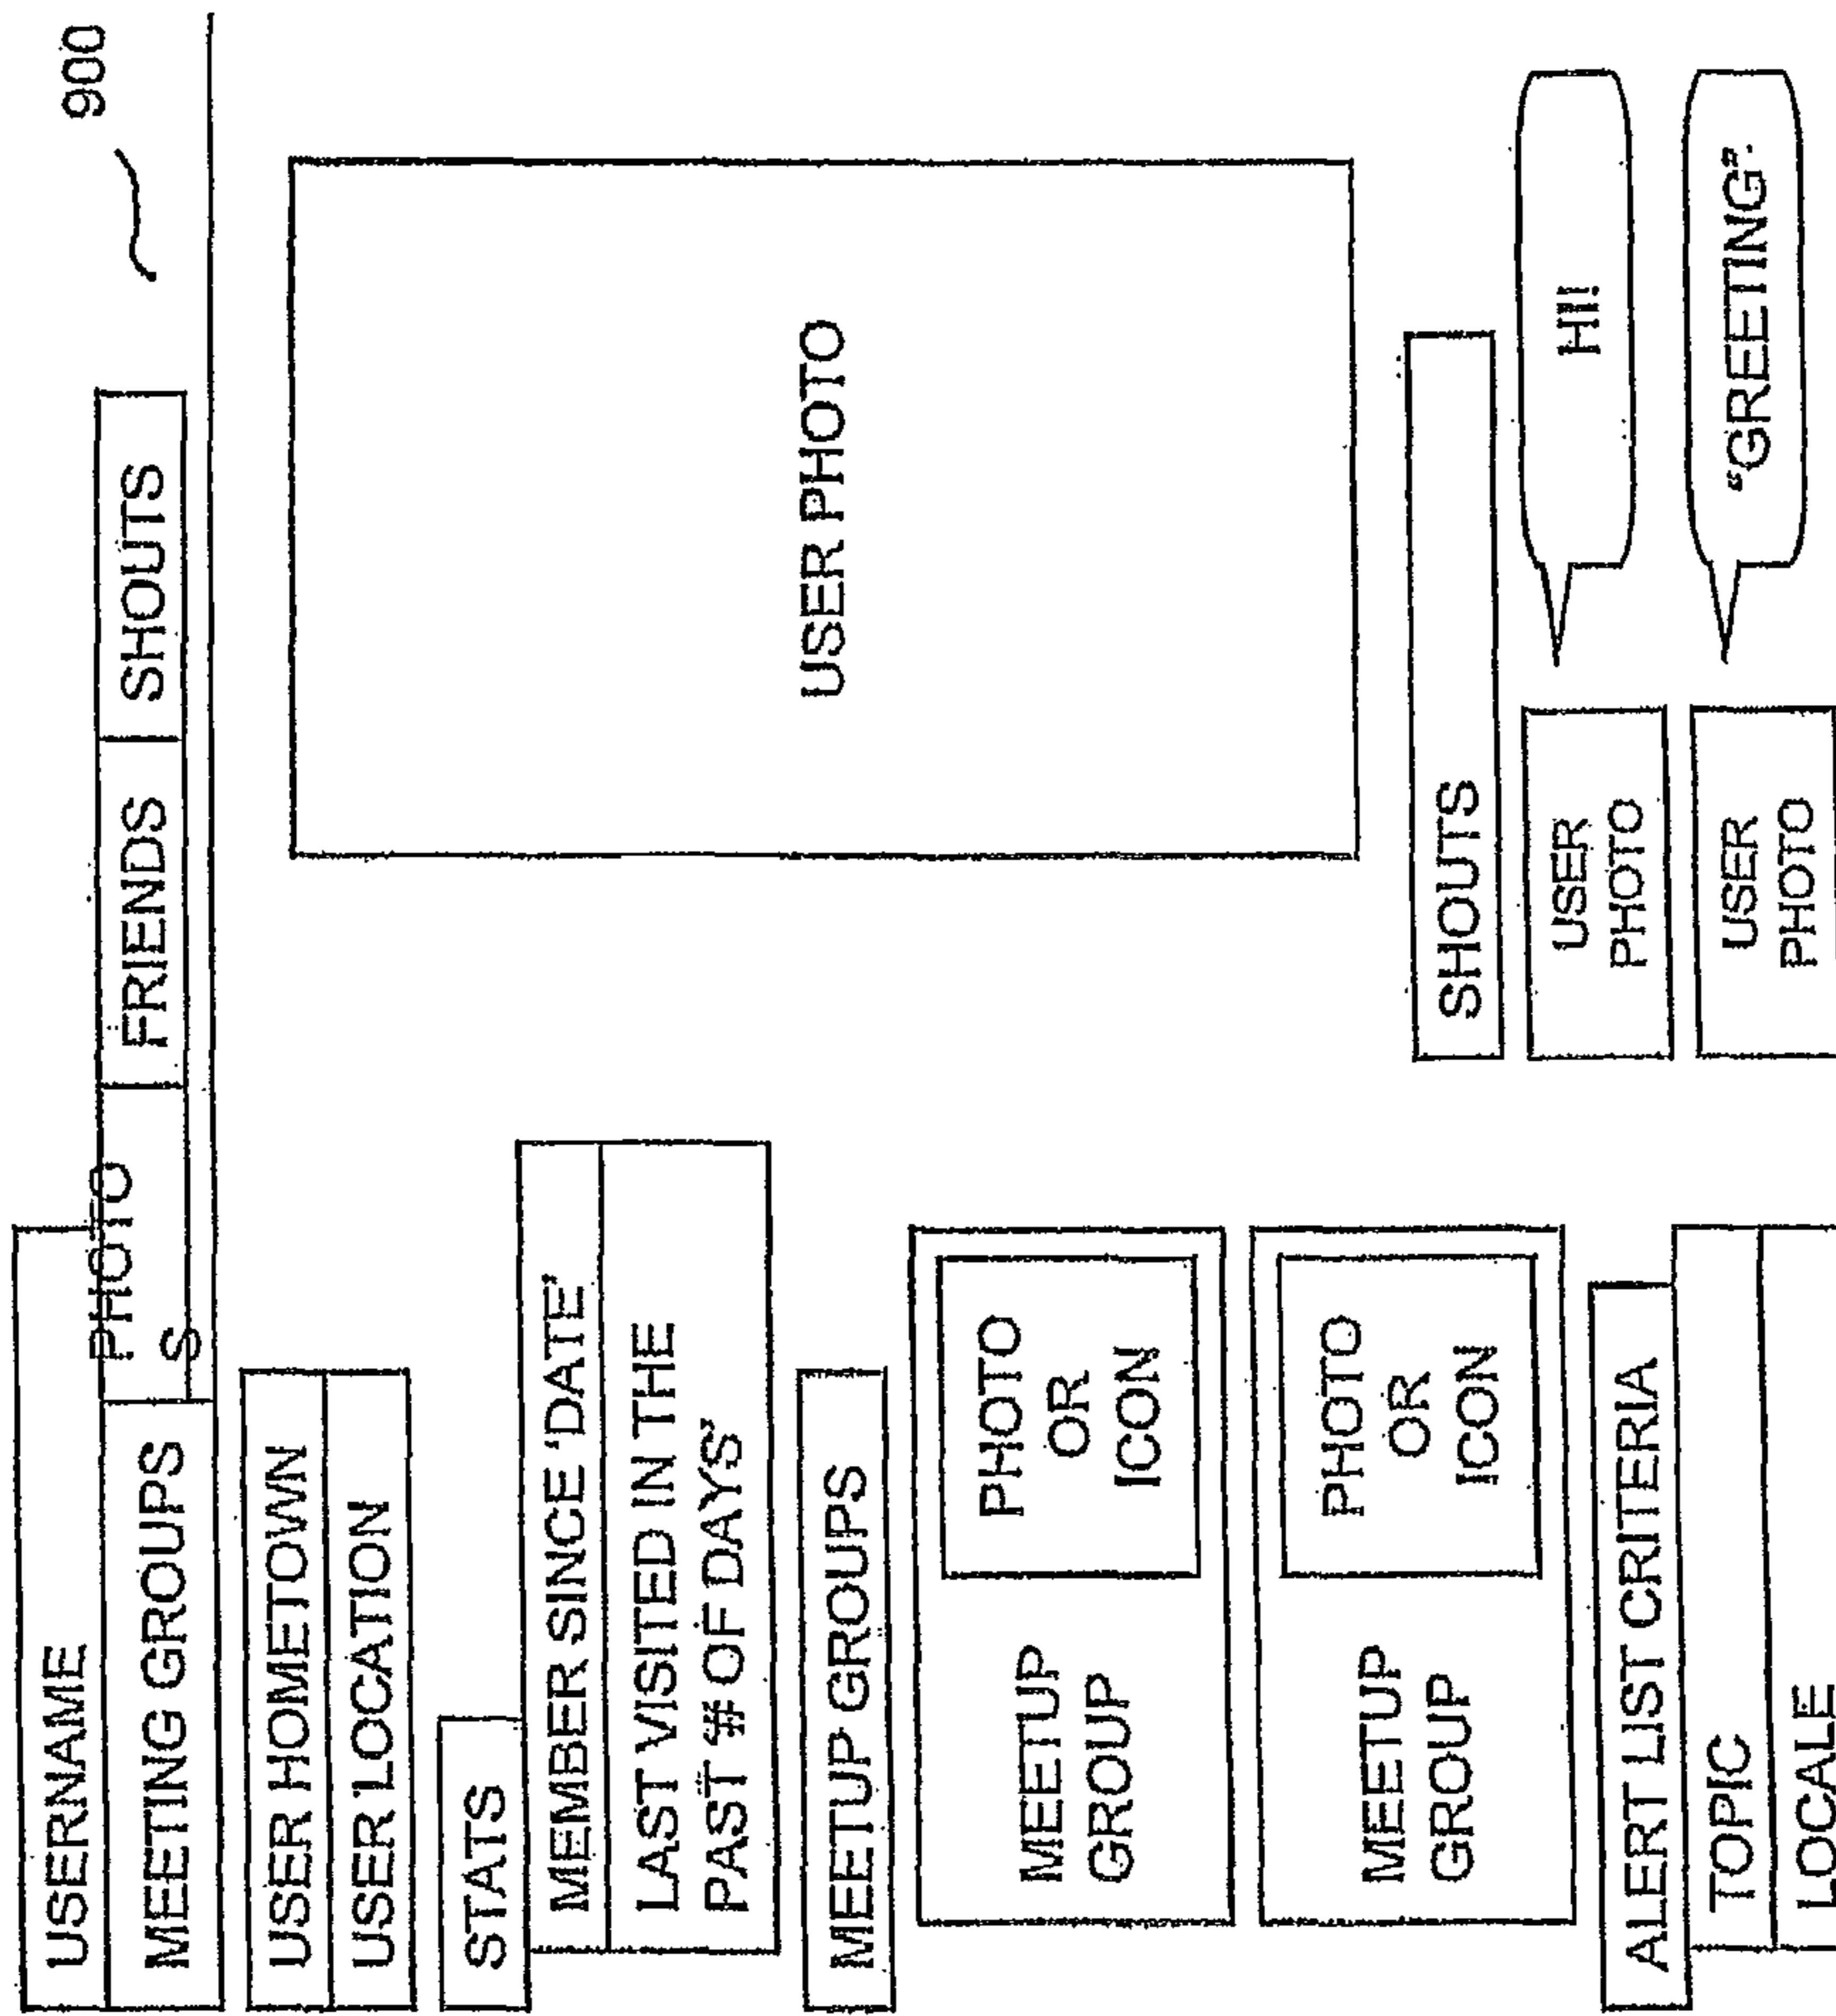 900
USERNAME
MEETING GROUPS PHOTO FRIENDS SHOUTS
S
USER HOMETOWN
USER LOCATION
STATS
MEMBER SINCE 'DATE'
LAST VISITED IN THE
PAST # OF DAYS'
MEETUP GROUPS
MEETUP
GROUP
PHOTO
OR
ICON
MEETUP
GROUP
PHOTO
OR
ICON
ALERT LIST CRITERIA
TOPIC
LOCALE
USER PHOTO
SHOUTS
USER
PHOTO
HI!
USER
PHOTO
"GREETING".